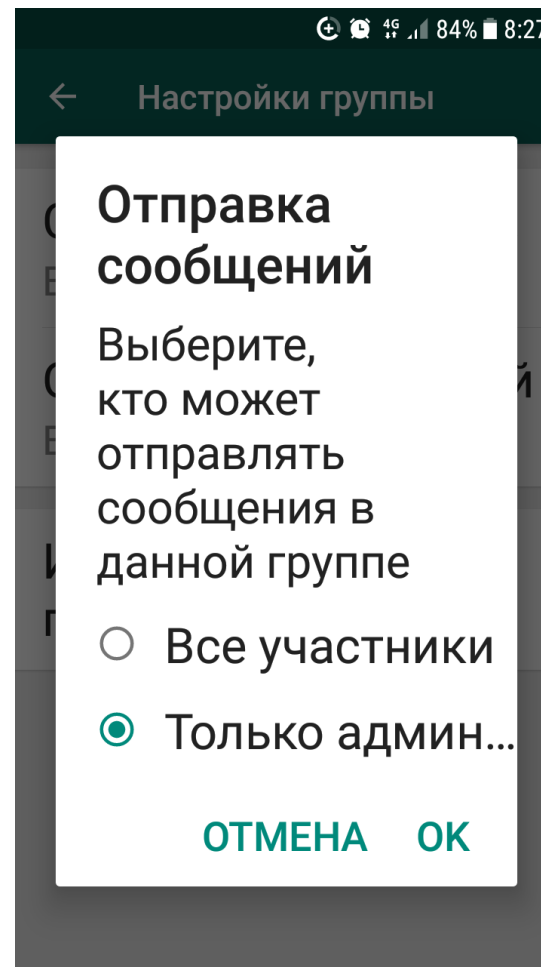 4G 84% 8:27
Настройки группы
Отправка
сообщений
Выберите,
кто может
отправлять
сообщения в
данной группе
Все участники
Только админ...
ОТМЕНА OK